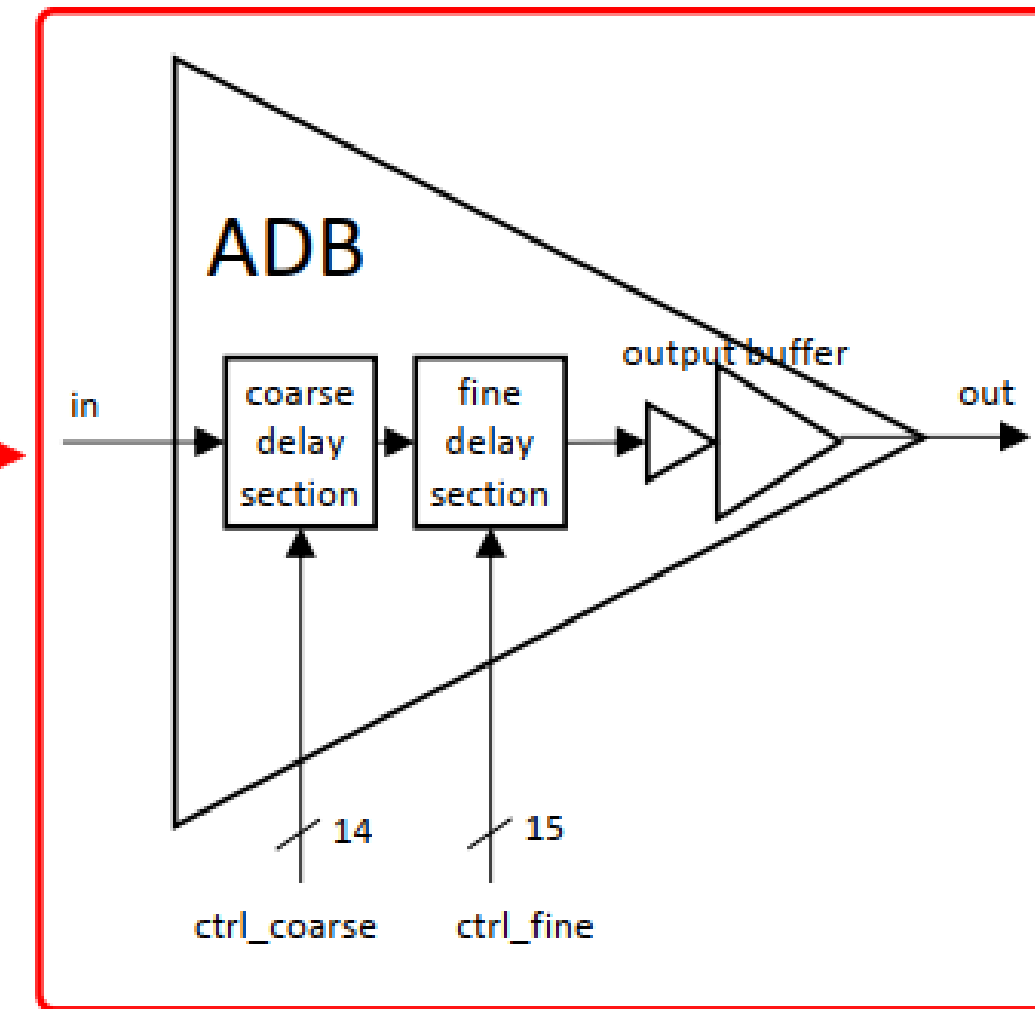 ADB
output buffer
in
out
coarse
delay
section
fine
delay
section
14
15
ctrl_coarse
ctrl_fine